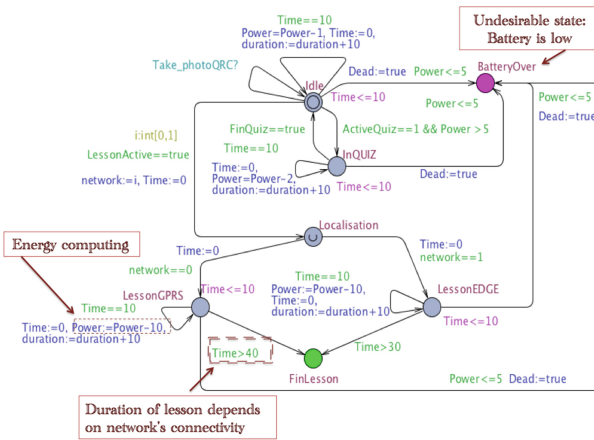 Time==10
Power=Power-1, Time:=0,
duration:=duration+10
Undesirable state:
Battery is low
Take_photoQRC?
Idle
Dead:=true
Power<=5
BatteryOver
Time<=10
Power<=5
Power<=5
Dead:=true
i:int[0,1]
LessonActive==true
network:=i, Time:=0
FinQuiz==true
ActiveQuiz==1 && Power >5
Time==10
InQUIZ
Time:=0,
Power=Power-2,
duration:=duration+10
Time<=10
Dead:=true
Localisation
Energy computing
Time:=0
network==0
Time:=0
network==1
LessonGPRS
Time<=10
Time==10
Power:=Power-10,
Time:=0,
duration:=duration+10
LessonEDGE
Time<=10
Time==10
Time:=0, Power:=Power-10,
duration:=duration+10
Time>40
Time>30
FinLesson
Power<=5 Dead:=true
Duration of lesson depends
on network's connectivity